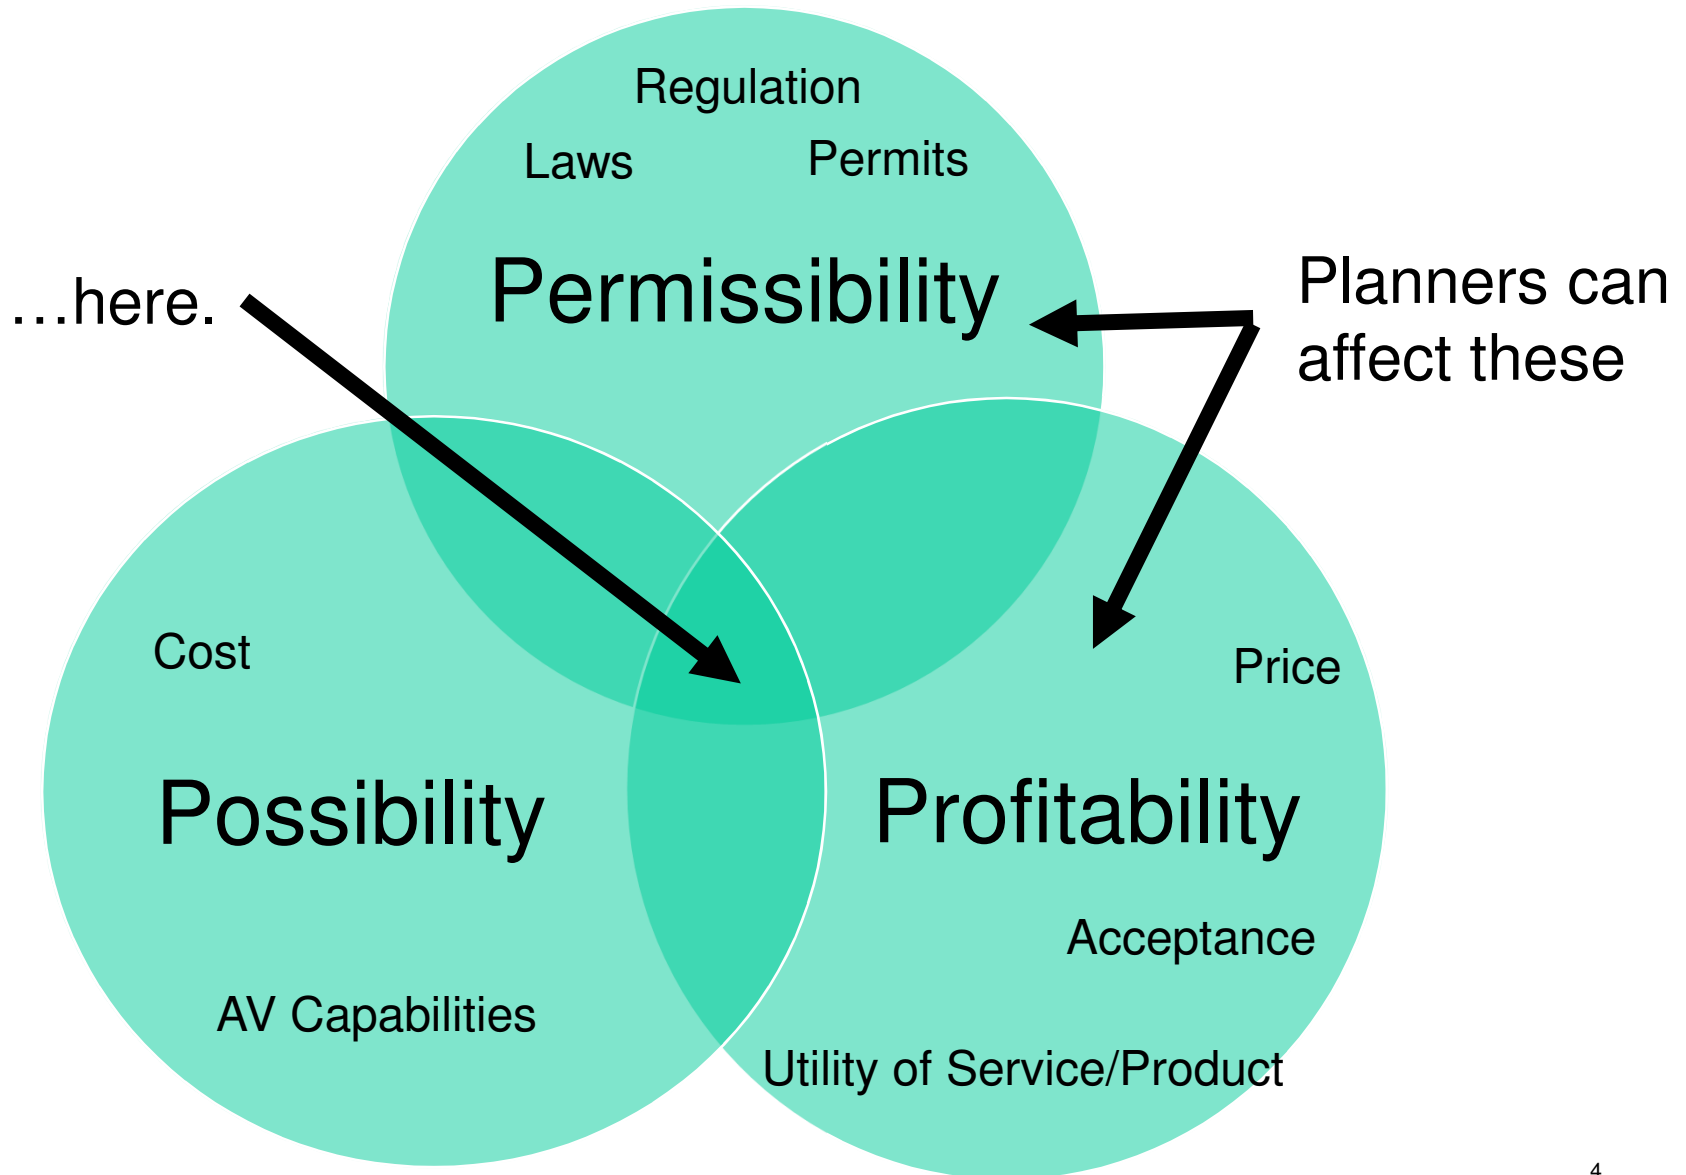 Regulation
Laws
Permits
Permissibility
…here.
Planners can
affect these
Cost
Price
Possibility
Profitability
Acceptance
AV Capabilities
Utility of Service/Product
4